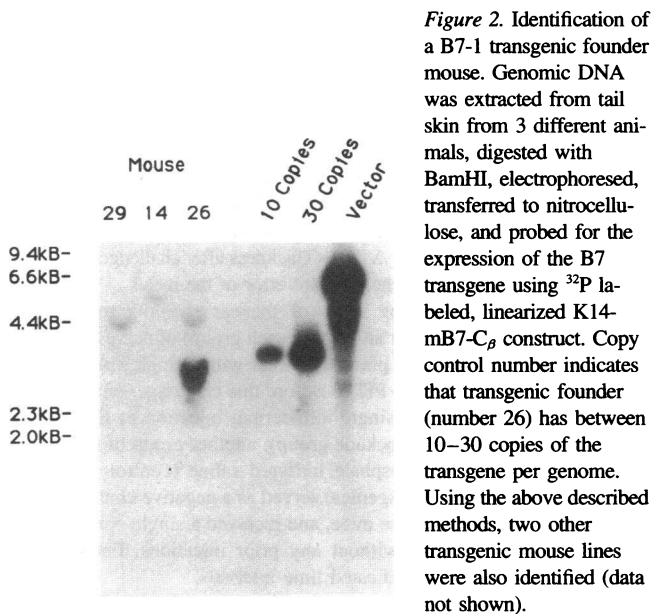 Mouse
29 14 26
10 Copies
30 Copies
Vector
9.4kB-
6.6kB-
4.4kB-
2.3kB-
2.0kB-
Figure 2. Identification of
a B7-1 transgenic founder
mouse. Genomic DNA
was extracted from tail
skin from 3 different ani-
mals, digested with
BamHI, electrophoresed,
transferred to nitrocellu-
lose, and probed for the
expression of the B7
transgene using ³²P la-
beled, linearized K14-
mB7-Cβ construct. Copy
control number indicates
that transgenic founder
(number 26) has between
10–30 copies of the
transgene per genome.
Using the above described
methods, two other
transgenic mouse lines
were also identified (data
not shown).